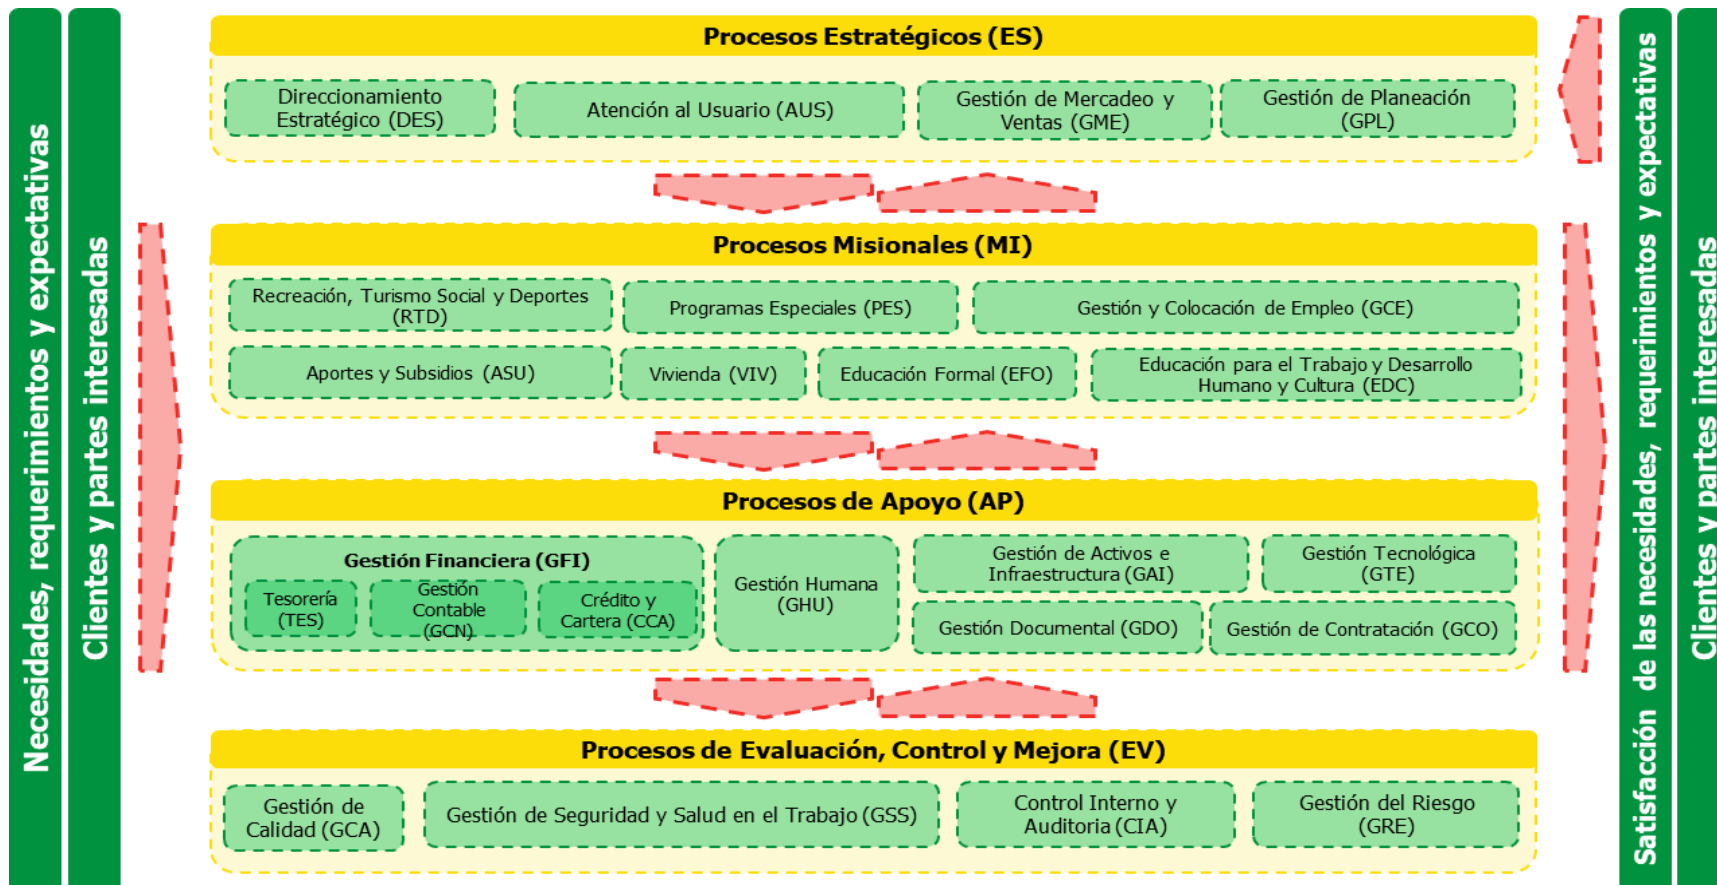 Necesidades, requerimientos y expectativas
Clientes y partes interesadas
Procesos Estratégicos (ES)
Direccionamiento
Estratégico (DES)
Atención al Usuario (AUS)
Gestión de Mercadeo y
Ventas (GME)
Gestión de Planeación
(GPL)
Procesos Misionales (MI)
Recreación, Turismo Social y Deportes
(RTD)
Programas Especiales (PES)
Gestión y Colocación de Empleo (GCE)
Aportes y Subsidios (ASU)
Vivienda (VIV)
Educación Formal (EFO)
Educación para el Trabajo y Desarrollo
Humano y Cultura (EDC)
Procesos de Apoyo (AP)
Gestión Financiera (GFI)
Tesorería
(TES)
Gestión
Contable
(GCN)
Crédito y
Cartera (CCA)
Gestión Humana
(GHU)
Gestión de Activos e
Infraestructura (GAI)
Gestión Tecnológica
(GTE)
Gestión Documental (GDO)
Gestión de Contratación (GCO)
Procesos de Evaluación, Control y Mejora (EV)
Gestión de
Calidad (GCA)
Gestión de Seguridad y Salud en el Trabajo (GSS)
Control Interno y
Auditoria (CIA)
Gestión del Riesgo
(GRE)
Satisfacción de las necesidades, requerimientos y expectativas
Clientes y partes interesadas